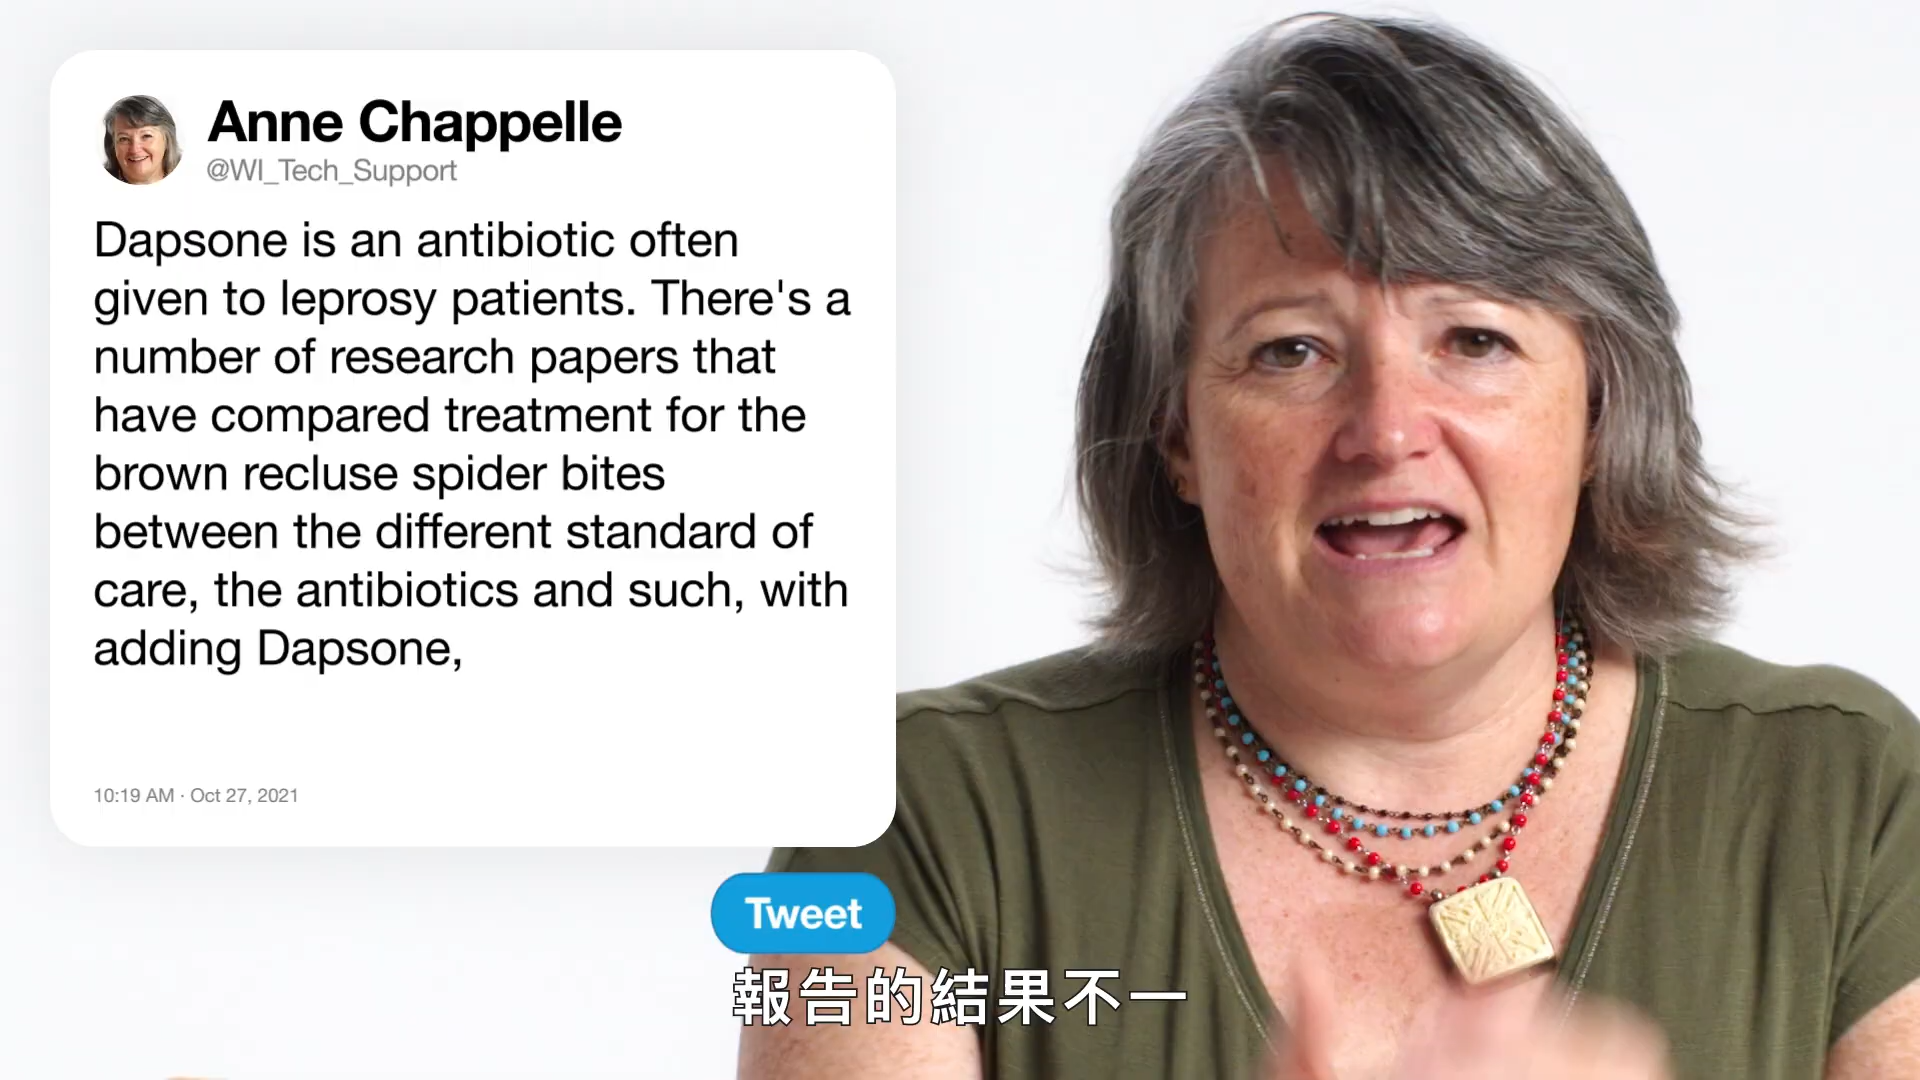 Anne Chappelle
@WI_Tech_Support
Dapsone is an antibiotic often
given to leprosy patients. There's a
number of research papers that
have compared treatment for the
brown recluse spider bites
between the different standard of
care, the antibiotics and such, with
adding Dapsone,
10:19 AM · Oct 27, 2021
Tweet
報告的結果不一